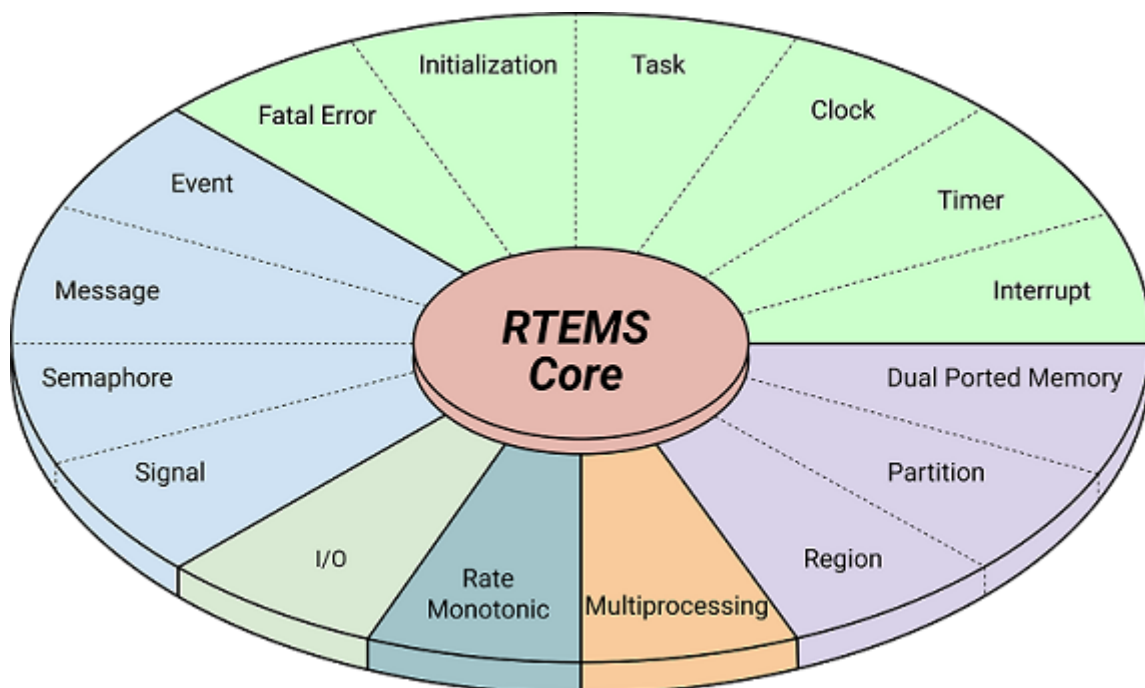 Initialization
Task
Fatal Error
Clock
Event
Timer
Message
Interrupt
RTEMS
Core
Semaphore
Dual Ported Memory
Signal
Partition
I/O
Region
Rate
Monotonic
Multiprocessing